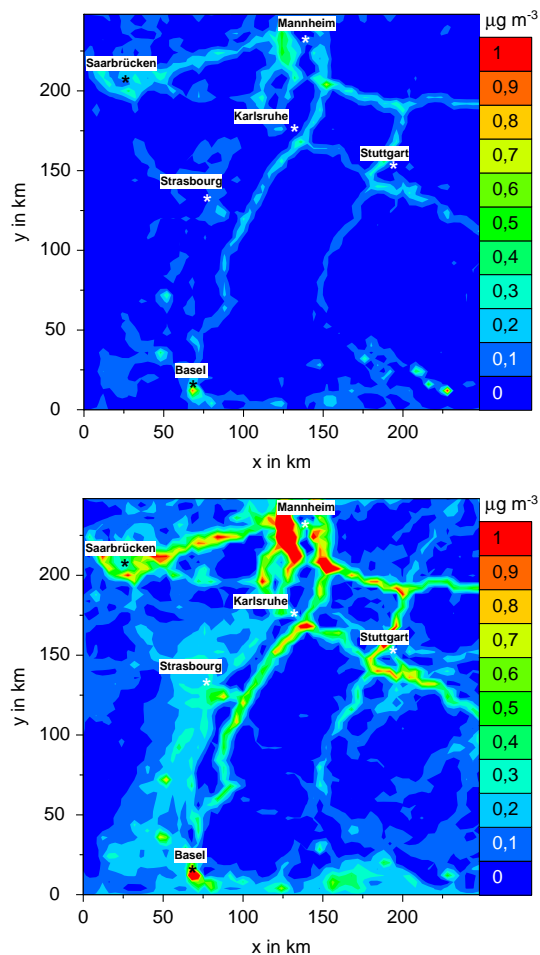 μg m-3
Mannheim
1
Saarbrücken
0,9
200
0,8
Karlsruhe
0,7
150
Stuttgart
0,6
Strasbourg
0,5
y in km
100
0,4
0,3
50
0,2
Basel
0,1
0
0
0
50
100
150
200
x in km
μg m-3
Mannheim
1
Saarbrücken
0,9
200
0,8
Karlsruhe
0,7
150
Stuttgart
0,6
Strasbourg
0,5
y in km
100
0,4
0,3
50
0,2
Basel
0,1
0
0
0
50
100
150
200
x in km